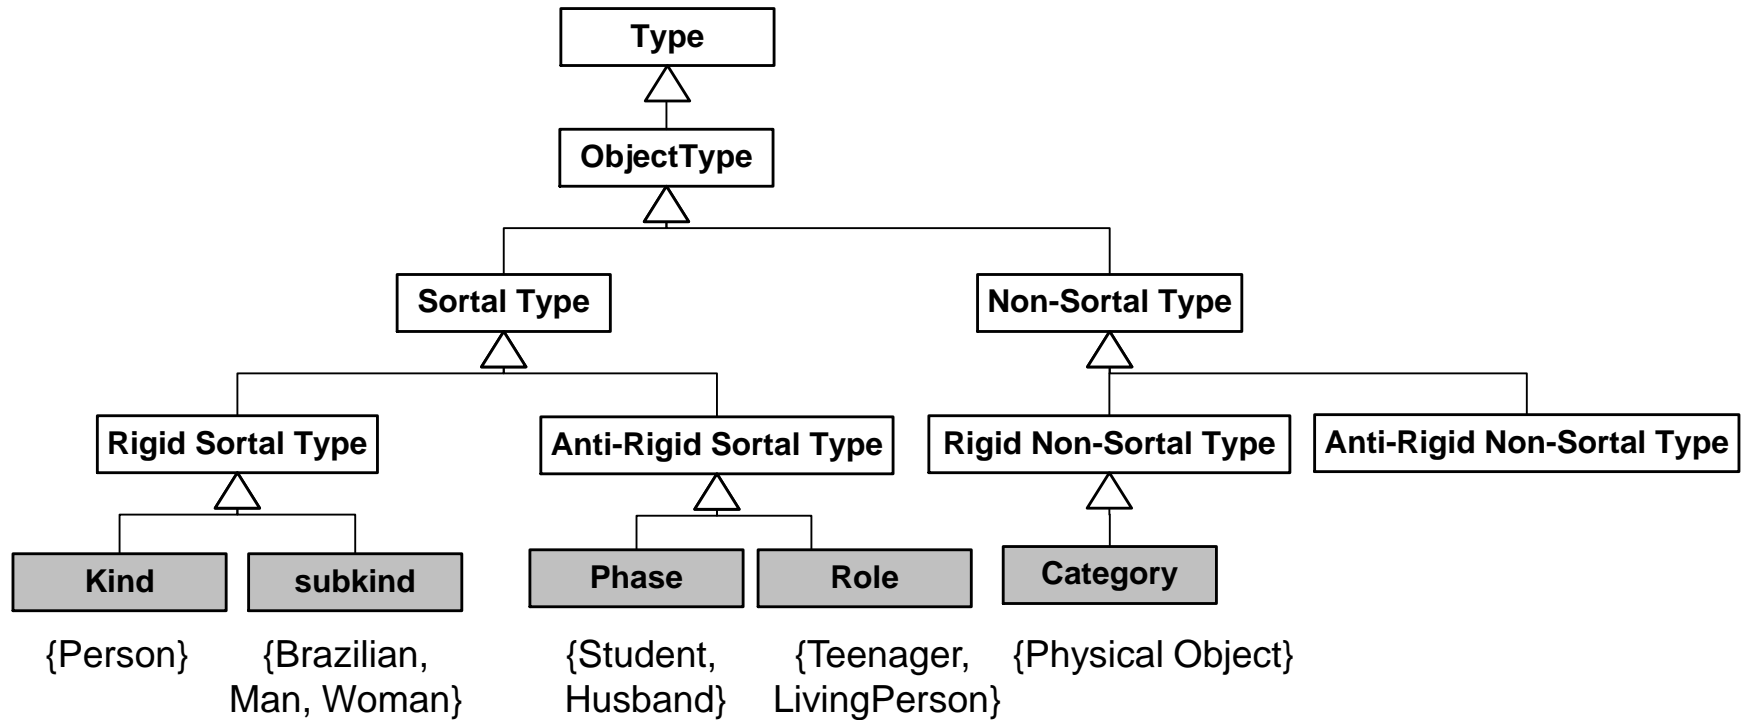 Type
ObjectType
Sortal Type
Non-Sortal Type
Rigid Sortal Type
Anti-Rigid Sortal Type
Rigid Non-Sortal Type
Anti-Rigid Non-Sortal Type
Kind
subkind
Phase
Role
Category
{Person}
{Brazilian,
Man, Woman}
{Student,
Husband}
{Teenager,
LivingPerson}
{Physical Object}